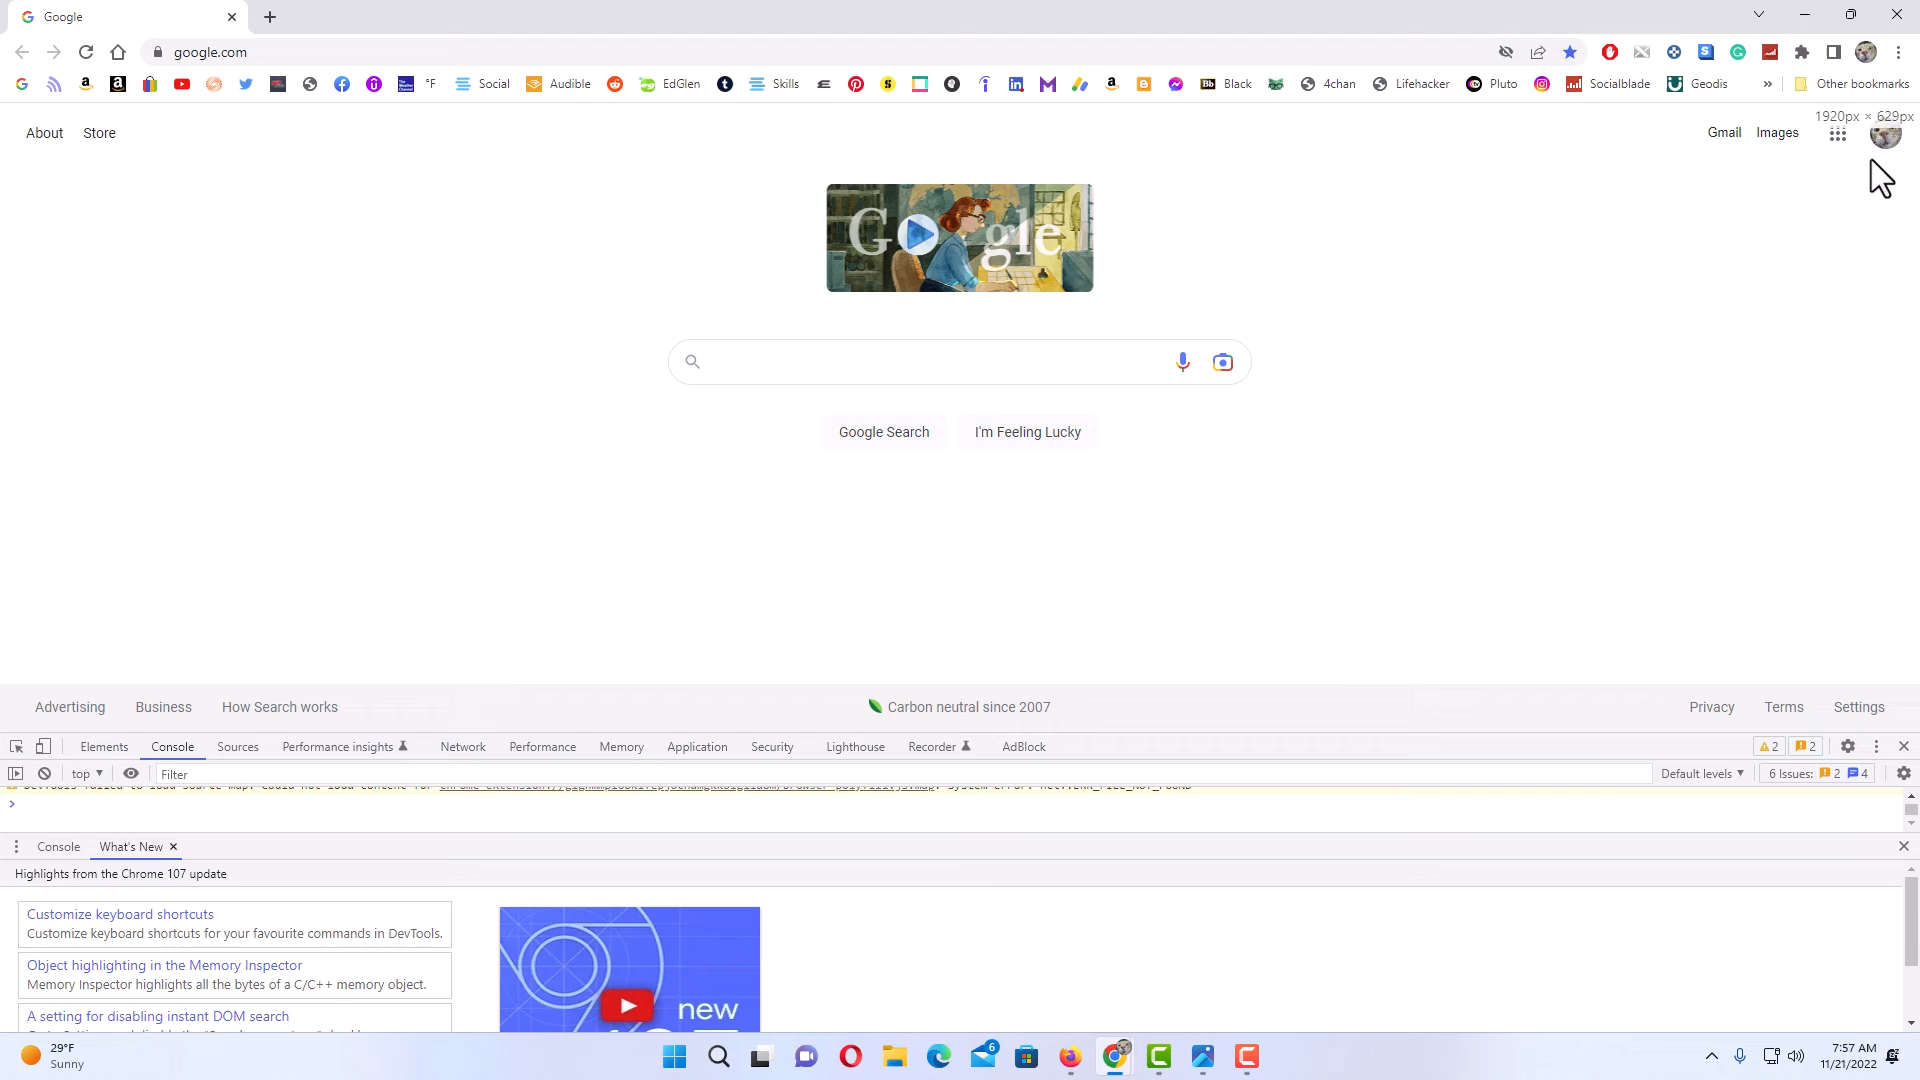 Google
google.com
°F Social Audible EdGlen Skills Bb Black 4chan Lifehacker Pluto Socialblade Geodis » Other bookmarks
1920px × 629px
About Store Gmail Images
Google
Google Search I'm Feeling Lucky
Advertising Business How Search works Carbon neutral since 2007 Privacy Terms Settings
Elements Console Sources Performance insights Network Performance Memory Application Security Lighthouse Recorder AdBlock 2 2
top Filter Default levels 6 Issues: 2 4
Console What's New
Highlights from the Chrome 107 update
Customize keyboard shortcuts
Customize keyboard shortcuts for your favourite commands in DevTools.
Object highlighting in the Memory Inspector
Memory Inspector highlights all the bytes of a C/C++ memory object.
A setting for disabling instant DOM search
new
29°F
Sunny
6
7:57 AM
11/21/2022